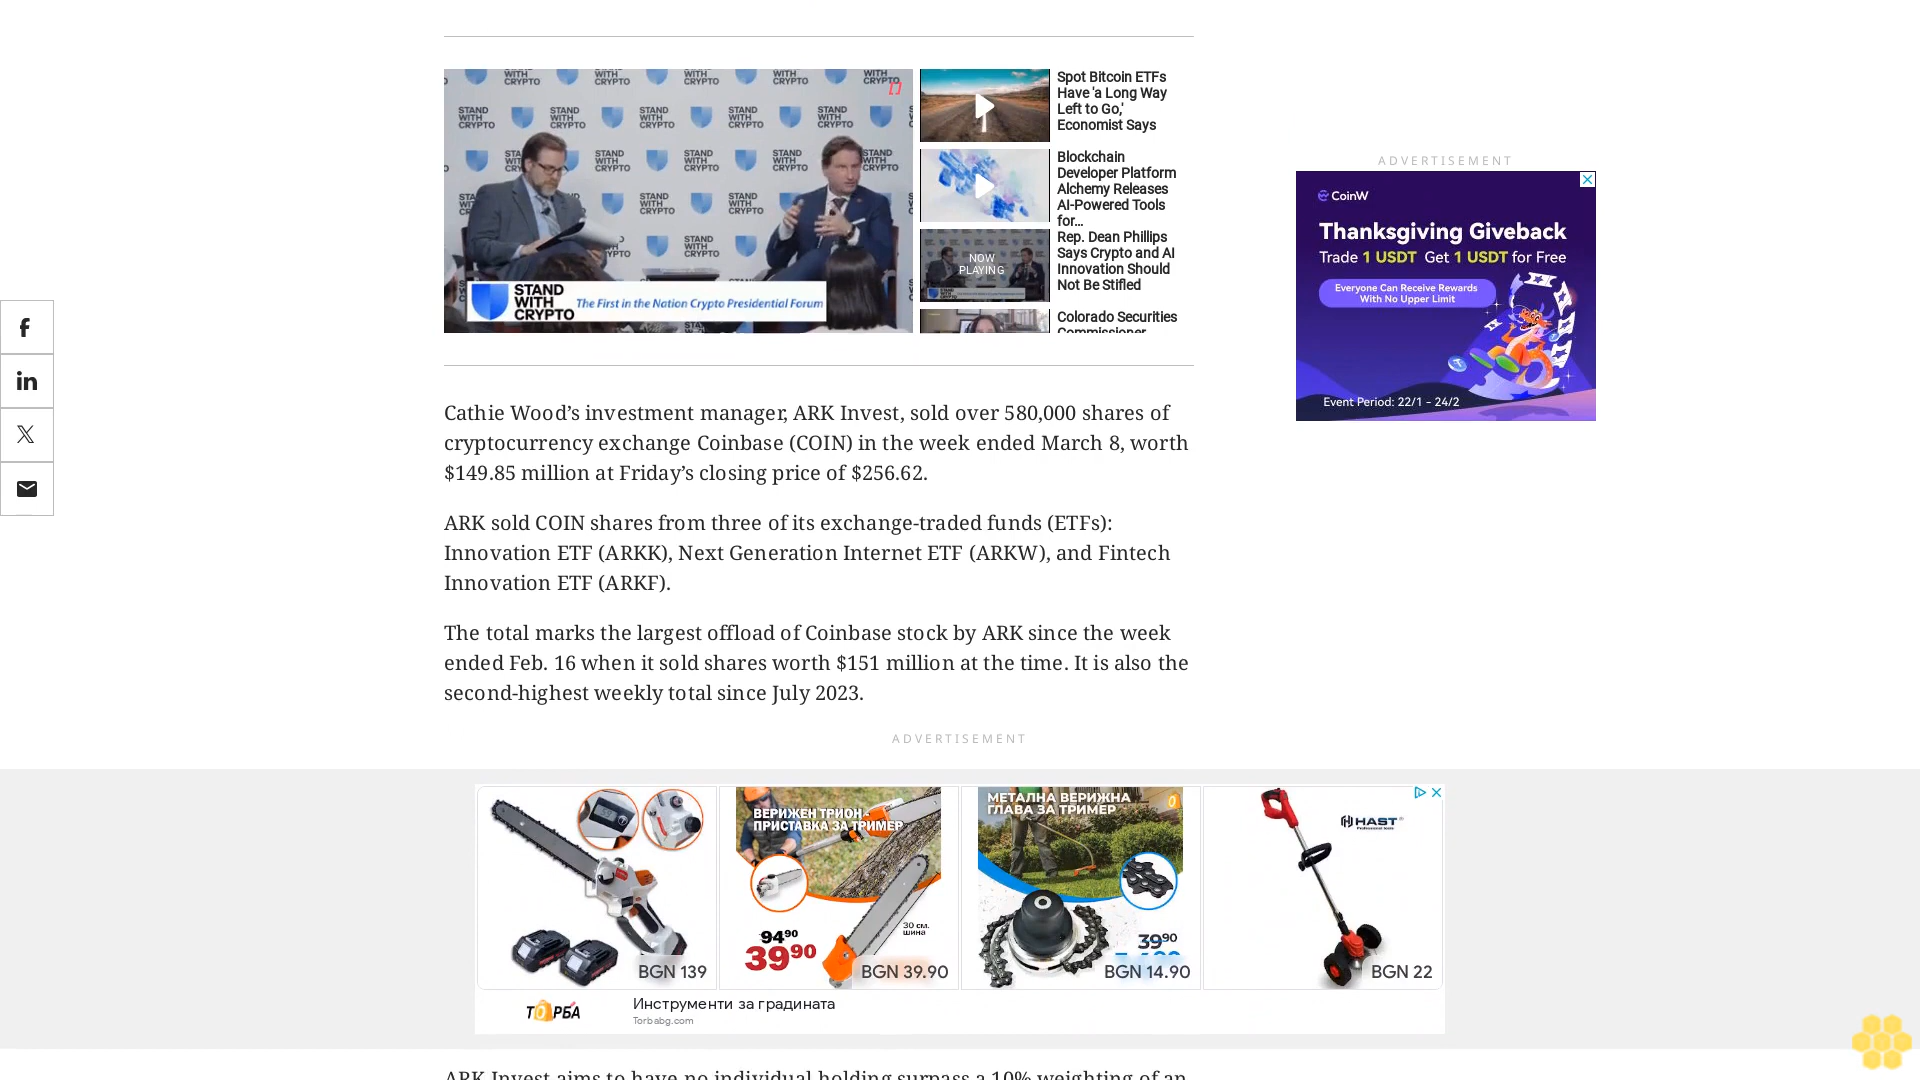 STAND WITH CRYPTO
The First in the Nation Crypto Presidential Forum
Spot Bitcoin ETFs
Have 'a Long Way
Left to Go,'
Economist Says
Blockchain
Developer Platform
Alchemy Releases
AI-Powered Tools
for...
NOW
PLAYING
Rep. Dean Phillips
Says Crypto and AI
Innovation Should
Not Be Stifled
Colorado Securities
Commissioner
ADVERTISEMENT
CoinW
Thanksgiving Giveback
Trade 1 USDT Get 1 USDT for Free
Everyone Can Receive Rewards
With No Upper Limit
Event Period: 22/1 - 24/2
Cathie Wood’s investment manager, ARK Invest, sold over 580,000 shares of
cryptocurrency exchange Coinbase (COIN) in the week ended March 8, worth
$149.85 million at Friday’s closing price of $256.62.
ARK sold COIN shares from three of its exchange-traded funds (ETFs):
Innovation ETF (ARKK), Next Generation Internet ETF (ARKW), and Fintech
Innovation ETF (ARKF).
The total marks the largest offload of Coinbase stock by ARK since the week
ended Feb. 16 when it sold shares worth $151 million at the time. It is also the
second-highest weekly total since July 2023.
ADVERTISEMENT
BGN 139
ВЕРИЖЕН ТРИОН -
ПРИСТАВКА ЗА ТРИМЕР
30 см.
шина
94⁹⁰
39⁹⁰
BGN 39.90
МЕТАЛНА ВЕРИЖНА
ГЛАВА ЗА ТРИМЕР
39⁹⁰
BGN 14.90
HAST
BGN 22
ТОРБА
Инструменти за градината
Torbabg.com
ARK Invest aims to have no individual holding surpass a 10% weighting of an